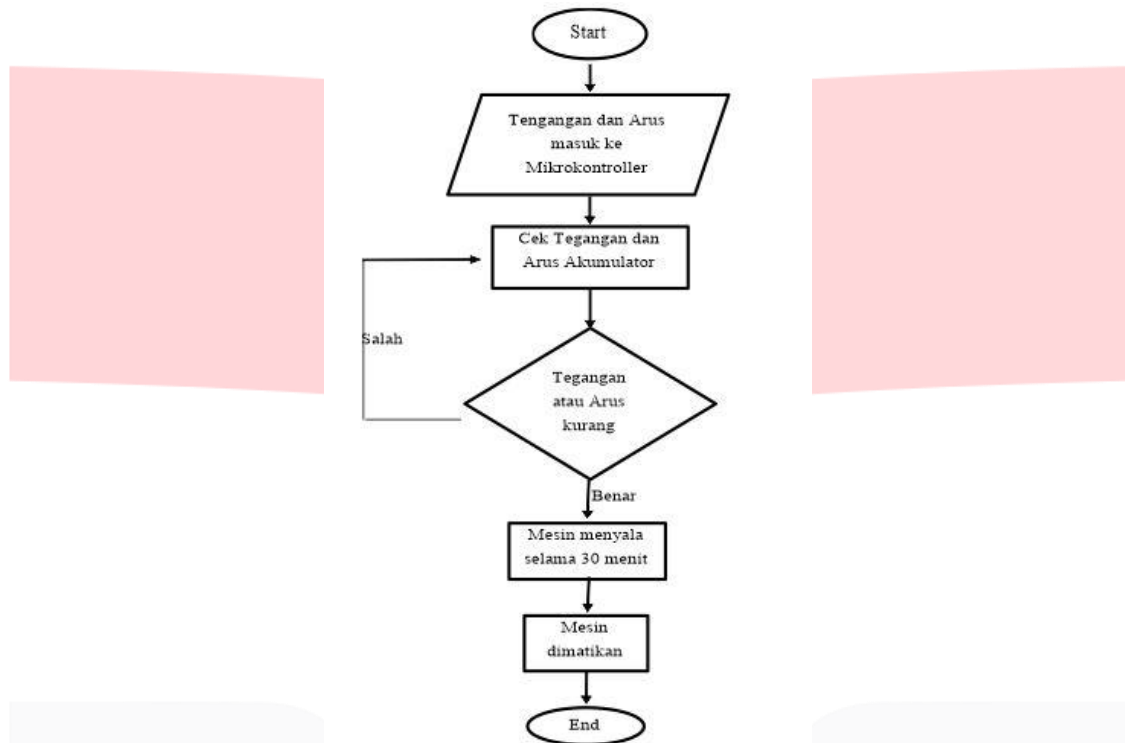 Start
Tengangan dan Arus
masuk ke
Mikrokontroller
Cek Tegangan dan
Arus Akumulator
Salah
Tegangan
atau Arus
kurang
Benar
Mesin menyala
selama 30 menit
Mesin
dimatikan
End